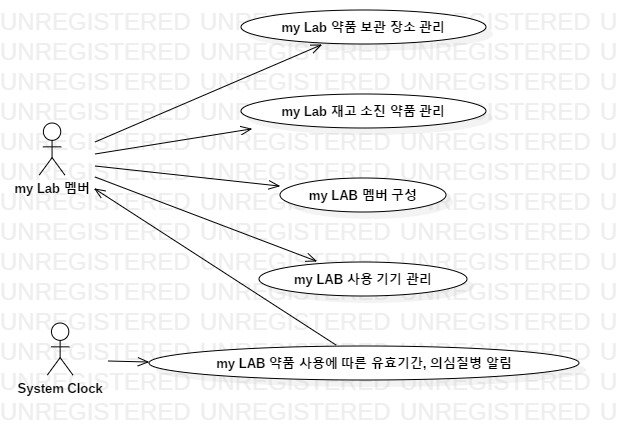 UNREGISTERED UNREGISTERED UNREGISTERED U
my Lab 약품 보관 장소 관리
my Lab 재고 소진 약품 관리
my Lab 멤버
my LAB 멤버 구성
my LAB 사용 기기 관리
my LAB 약품 사용에 따른 유효기간, 의심질병 알림
System Clock